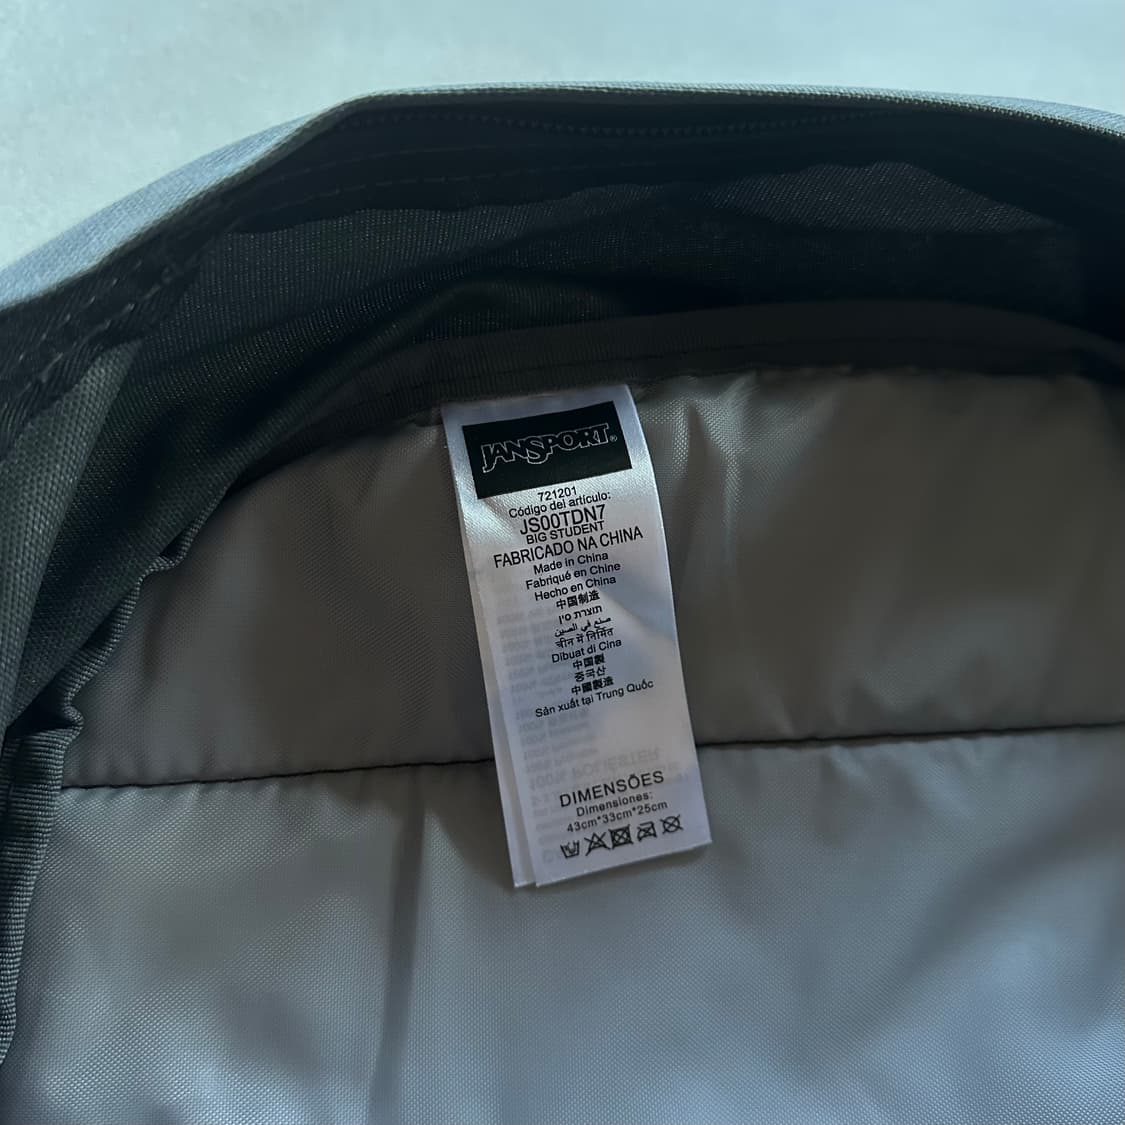 JANSPORT®
721201
Código del artículo:
JS00TDN7
BIG STUDENT
FABRICADO NA CHINA
Made in China
Fabriqué en Chine
Hecho en China
中国制造
תוצרת סין
صنع في الصين
चीन में निर्मित
Dibuat di Cina
中国製
중국산
中國製造
Sản xuất tại Trung Quốc
DIMENSÕES
Dimensiones:
43cm*33cm*25cm